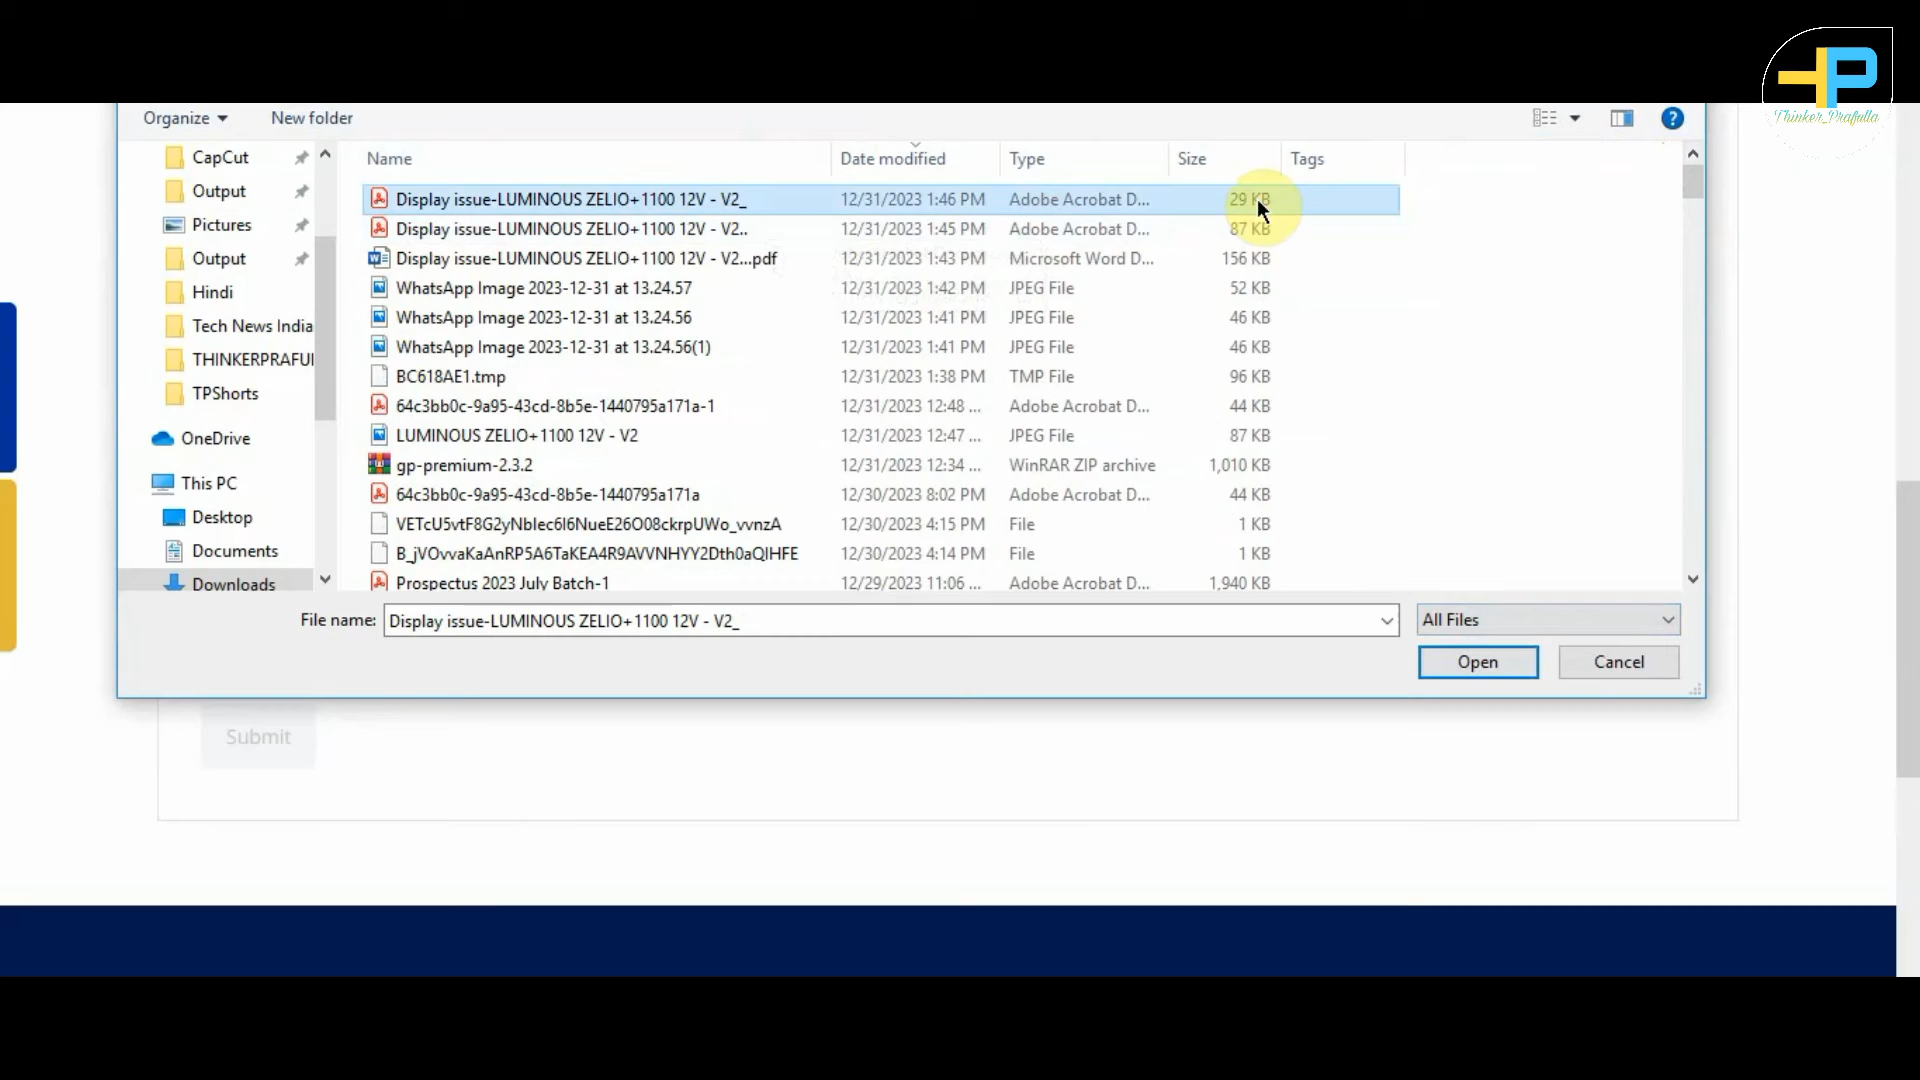 Thinker_Prafulla
Organize New folder ?
CapCut
Output
Pictures
Output
Hindi
Tech News India
THINKERPRAFUI
TPShorts
OneDrive
This PC
Desktop
Documents
Downloads
Name Date modified Type Size Tags
Display issue-LUMINOUS ZELIO+1100 12V - V2_ 12/31/2023 1:46 PM Adobe Acrobat D... 29 KB
Display issue-LUMINOUS ZELIO+1100 12V - V2.. 12/31/2023 1:45 PM Adobe Acrobat D... 87 KB
Display issue-LUMINOUS ZELIO+1100 12V - V2...pdf 12/31/2023 1:43 PM Microsoft Word D... 156 KB
WhatsApp Image 2023-12-31 at 13.24.57 12/31/2023 1:42 PM JPEG File 52 KB
WhatsApp Image 2023-12-31 at 13.24.56 12/31/2023 1:41 PM JPEG File 46 KB
WhatsApp Image 2023-12-31 at 13.24.56(1) 12/31/2023 1:41 PM JPEG File 46 KB
BC618AE1.tmp 12/31/2023 1:38 PM TMP File 96 KB
64c3bb0c-9a95-43cd-8b5e-1440795a171a-1 12/31/2023 12:48 ... Adobe Acrobat D... 44 KB
LUMINOUS ZELIO+1100 12V - V2 12/31/2023 12:47 ... JPEG File 87 KB
gp-premium-2.3.2 12/31/2023 12:34 ... WinRAR ZIP archive 1,010 KB
64c3bb0c-9a95-43cd-8b5e-1440795a171a 12/30/2023 8:02 PM Adobe Acrobat D... 44 KB
VETcU5vtF8G2yNbIec6I6NueE26O08ckrpUWo_vvnzA 12/30/2023 4:15 PM File 1 KB
B_jVOvvaKaAnRP5A6TaKEA4R9AVVNHYY2Dth0aQIHFE 12/30/2023 4:14 PM File 1 KB
Prospectus 2023 July Batch-1 12/29/2023 11:06 ... Adobe Acrobat D... 1,940 KB
File name: Display issue-LUMINOUS ZELIO+1100 12V - V2_ All Files
Open Cancel
Submit